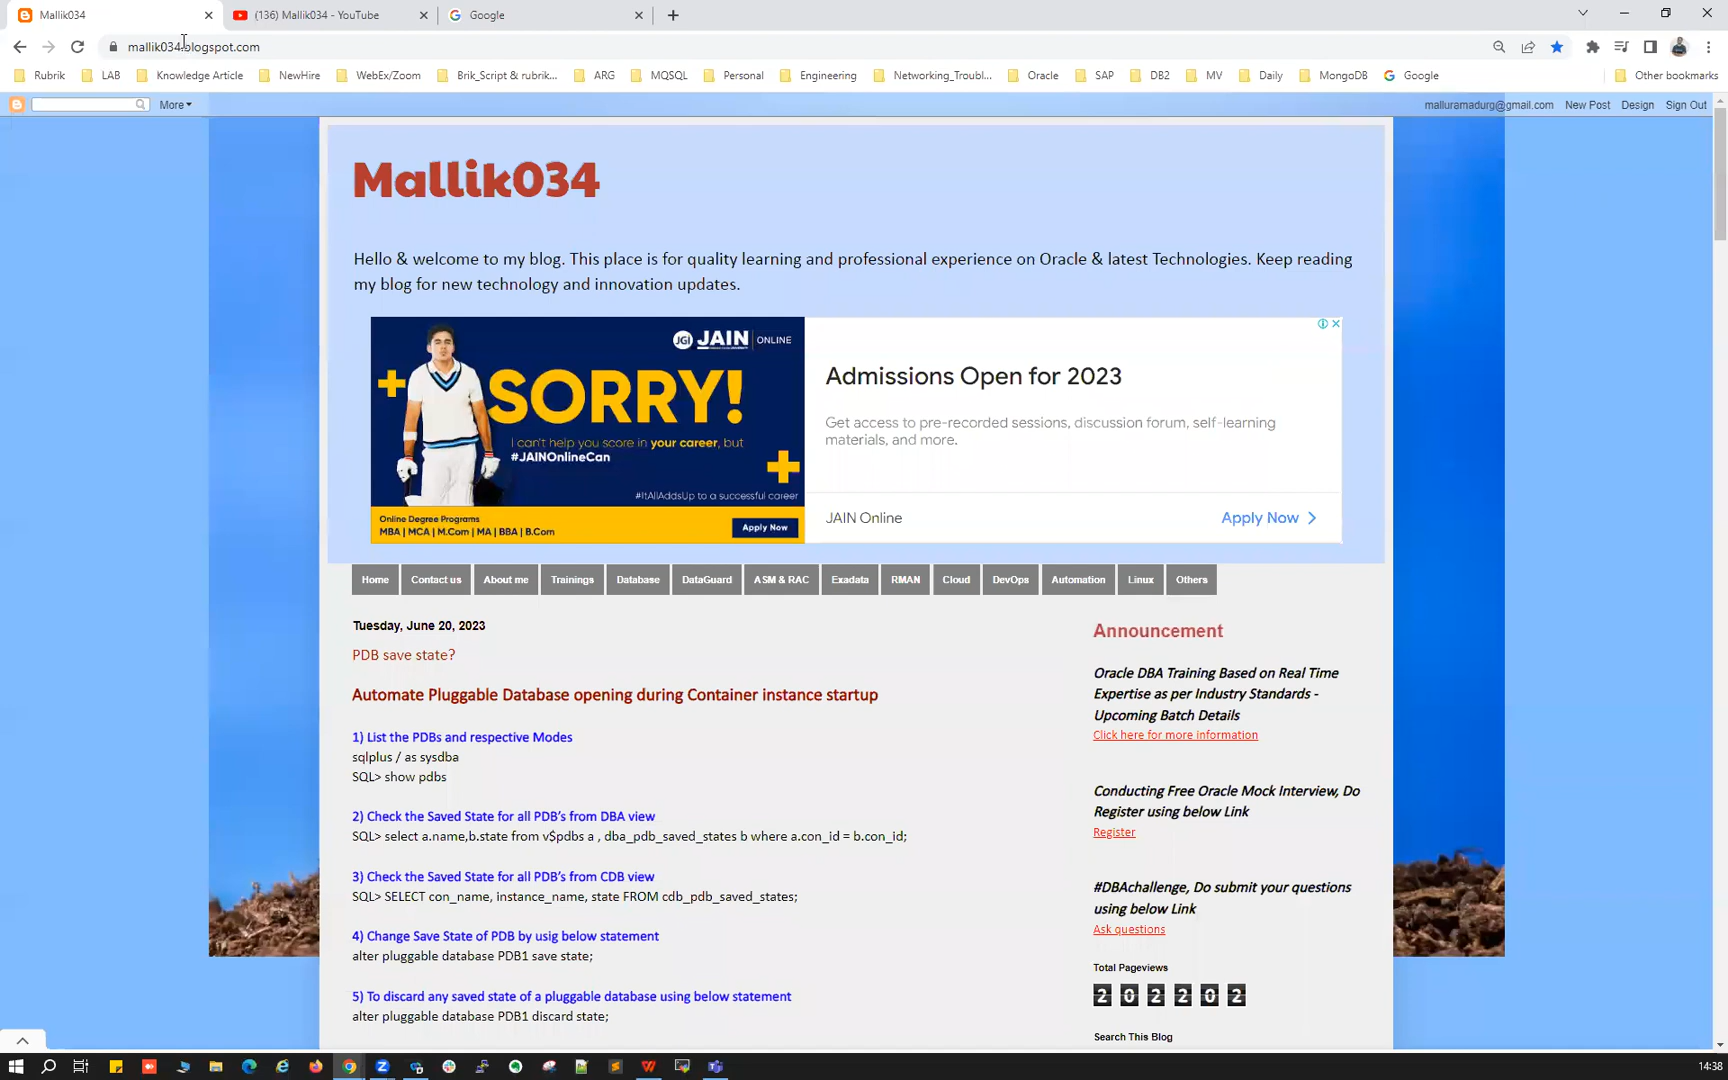 Mallik034
(136) Mallik034 - YouTube
Google
mallik034.blogspot.com
Rubrik
LAB
Knowledge Article
NewHire
WebEx/Zoom
Brik_Script & rubrik...
ARG
MQSQL
Personal
Engineering
Networking_Troubl...
Oracle
SAP
DB2
MV
Daily
MongoDB
Google
Other bookmarks
More
malluramadurg@gmail.com
New Post
Design
Sign Out
Mallik034
Hello & welcome to my blog. This place is for quality learning and professional experience on Oracle & latest Technologies. Keep reading
my blog for new technology and innovation updates.
JGI JAIN ONLINE
SORRY!
I can't help you score in your career, but
#JAINOnlineCan
#ItAllAddsUp to a successful career
Online Degree Programs
MBA | MCA | M.Com | MA | BBA | B.Com
Apply Now
Admissions Open for 2023
Get access to pre-recorded sessions, discussion forum, self-learning
materials, and more.
JAIN Online
Apply Now
Home
Contact us
About me
Trainings
Database
DataGuard
ASM & RAC
Exadata
RMAN
Cloud
DevOps
Automation
Linux
Others
Tuesday, June 20, 2023
PDB save state?
Automate Pluggable Database opening during Container instance startup
1) List the PDBs and respective Modes
sqlplus / as sysdba
SQL> show pdbs
2) Check the Saved State for all PDB's from DBA view
SQL> select a.name,b.state from v$pdbs a , dba_pdb_saved_states b where a.con_id = b.con_id;
3) Check the Saved State for all PDB's from CDB view
SQL> SELECT con_name, instance_name, state FROM cdb_pdb_saved_states;
4) Change Save State of PDB by usig below statement
alter pluggable database PDB1 save state;
5) To discard any saved state of a pluggable database using below statement
alter pluggable database PDB1 discard state;
Announcement
Oracle DBA Training Based on Real Time
Expertise as per Industry Standards -
Upcoming Batch Details
Click here for more information
Conducting Free Oracle Mock Interview, Do
Register using below Link
Register
#DBAchallenge, Do submit your questions
using below Link
Ask questions
Total Pageviews
202202
Search This Blog
14:38